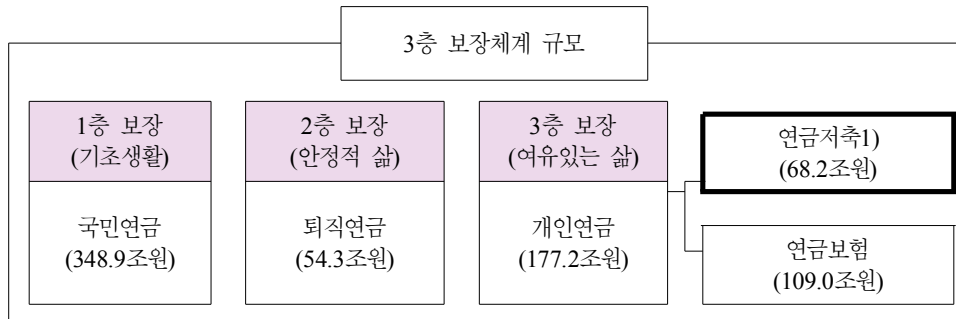 3층 보장체계 규모
1층 보장
(기초생활)
국민연금
(348.9조원)
2층 보장
(안정적 삶)
퇴직연금
(54.3조원)
3층 보장
(여유있는 삶)
개인연금
(177.2조원)
연금저축1)
(68.2조원)
연금보험
(109.0조원)